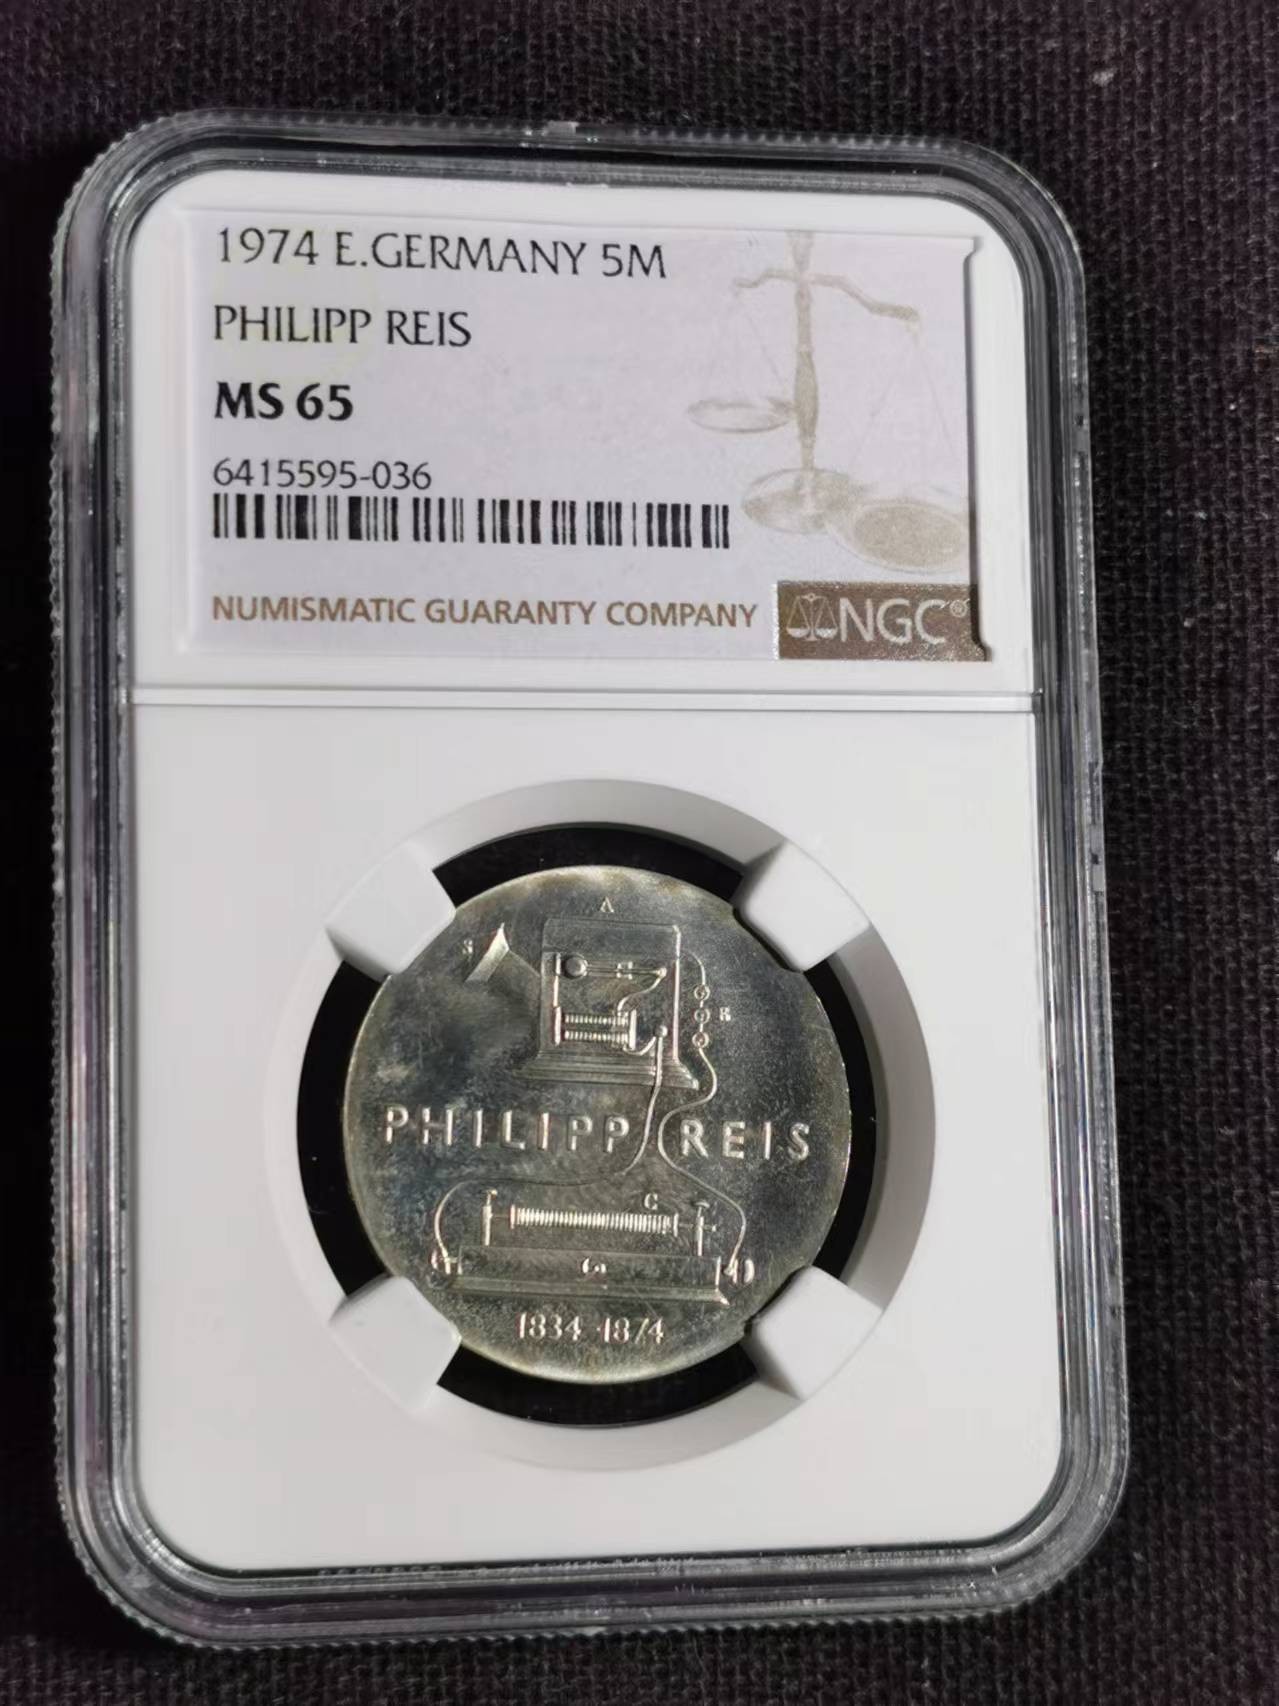 1974 E.GERMANY 5M
PHILIPP REIS
MS 65
6415595-036
NUMISMATIC GUARANTY COMPANY
NGC®
A
S
B
PHILIPP REIS
C
1834-1874